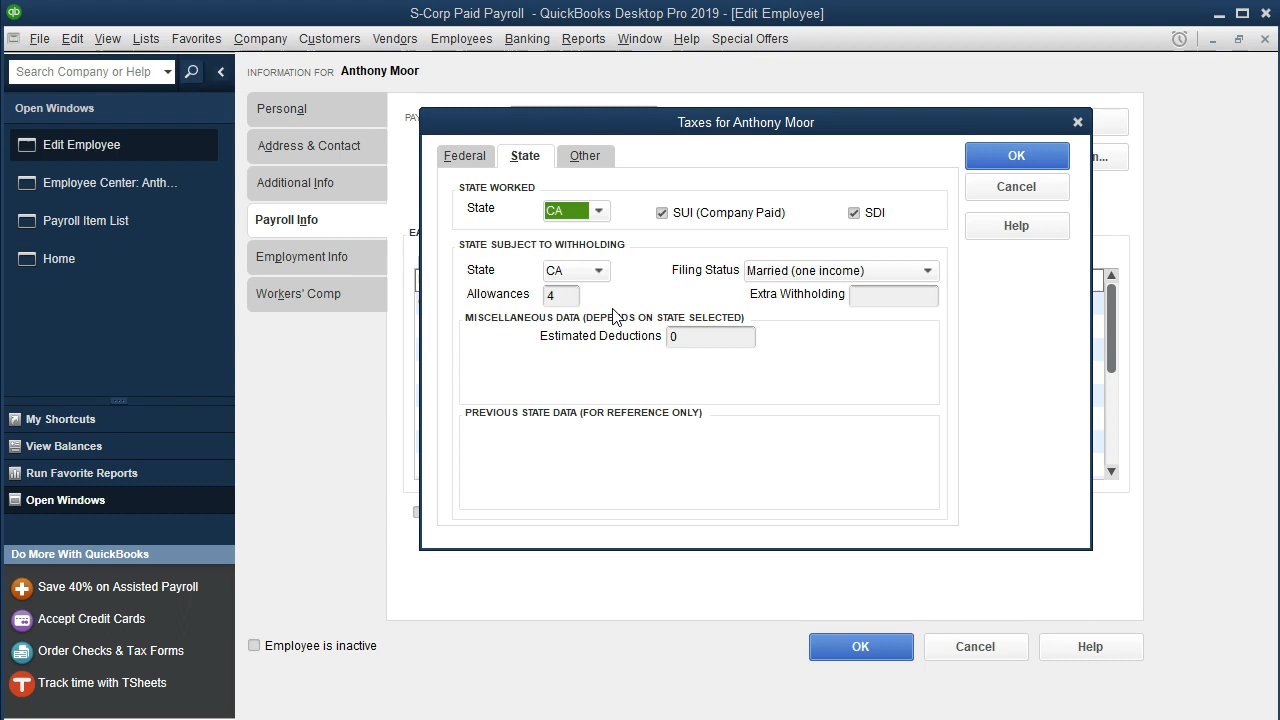 S-Corp Paid Payroll - QuickBooks Desktop Pro 2019 - [Edit Employee]
File Edit View Lists Favorites Company Customers Vendors Employees Banking Reports Window Help Special Offers
Search Company or Help
INFORMATION FOR Anthony Moor
Open Windows
Edit Employee
Employee Center: Anth...
Payroll Item List
Home
My Shortcuts
View Balances
Run Favorite Reports
Open Windows
Do More With QuickBooks
Save 40% on Assisted Payroll
Accept Credit Cards
Order Checks & Tax Forms
Track time with TSheets
Personal
Address & Contact
Additional Info
Payroll Info
Employment Info
Workers' Comp
Taxes for Anthony Moor
Federal State Other
OK
Cancel
Help
STATE WORKED
State CA SUI (Company Paid) SDI
STATE SUBJECT TO WITHHOLDING
State CA Filing Status Married (one income)
Allowances 4 Extra Withholding
MISCELLANEOUS DATA (DEPENDS ON STATE SELECTED)
Estimated Deductions 0
PREVIOUS STATE DATA (FOR REFERENCE ONLY)
Employee is inactive
OK Cancel Help